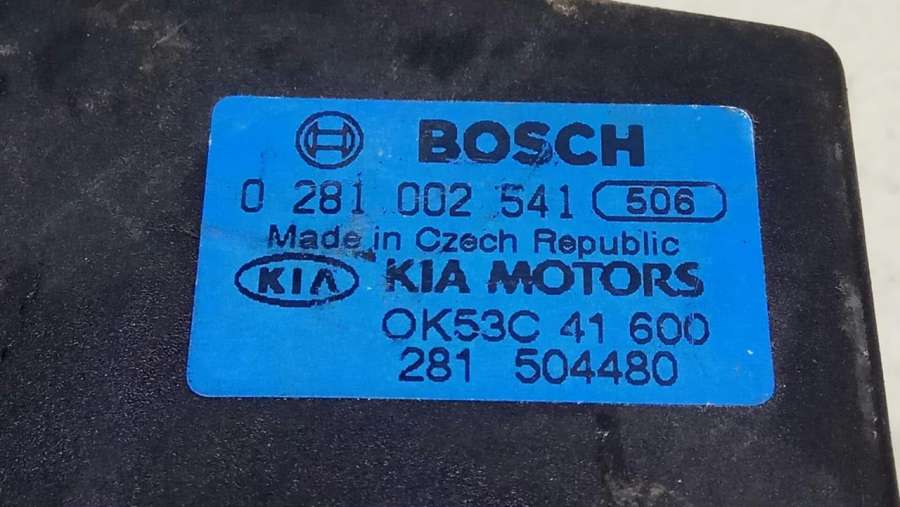 BOSCH
0 281 002 541 506
Made in Czech Republic
KIA KIA MOTORS
OK53C 41 600
281 504480